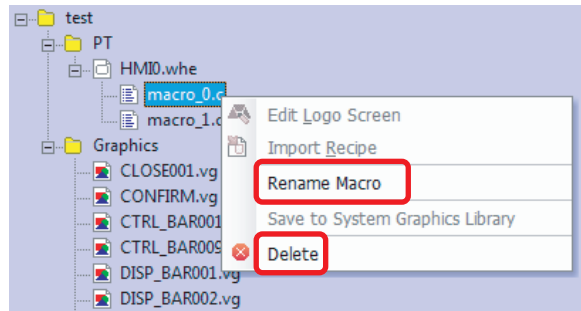 test
PT
HMI0.whe
macro_0.c
macro_1.c
Edit Logo Screen
Import Recipe
Rename Macro
Save to System Graphics Library
Delete
Graphics
CLOSE001.vg
CONFIRM.vg
CTRL_BAR001
CTRL_BAR009
DISP_BAR001.vg
DISP_BAR002.vg